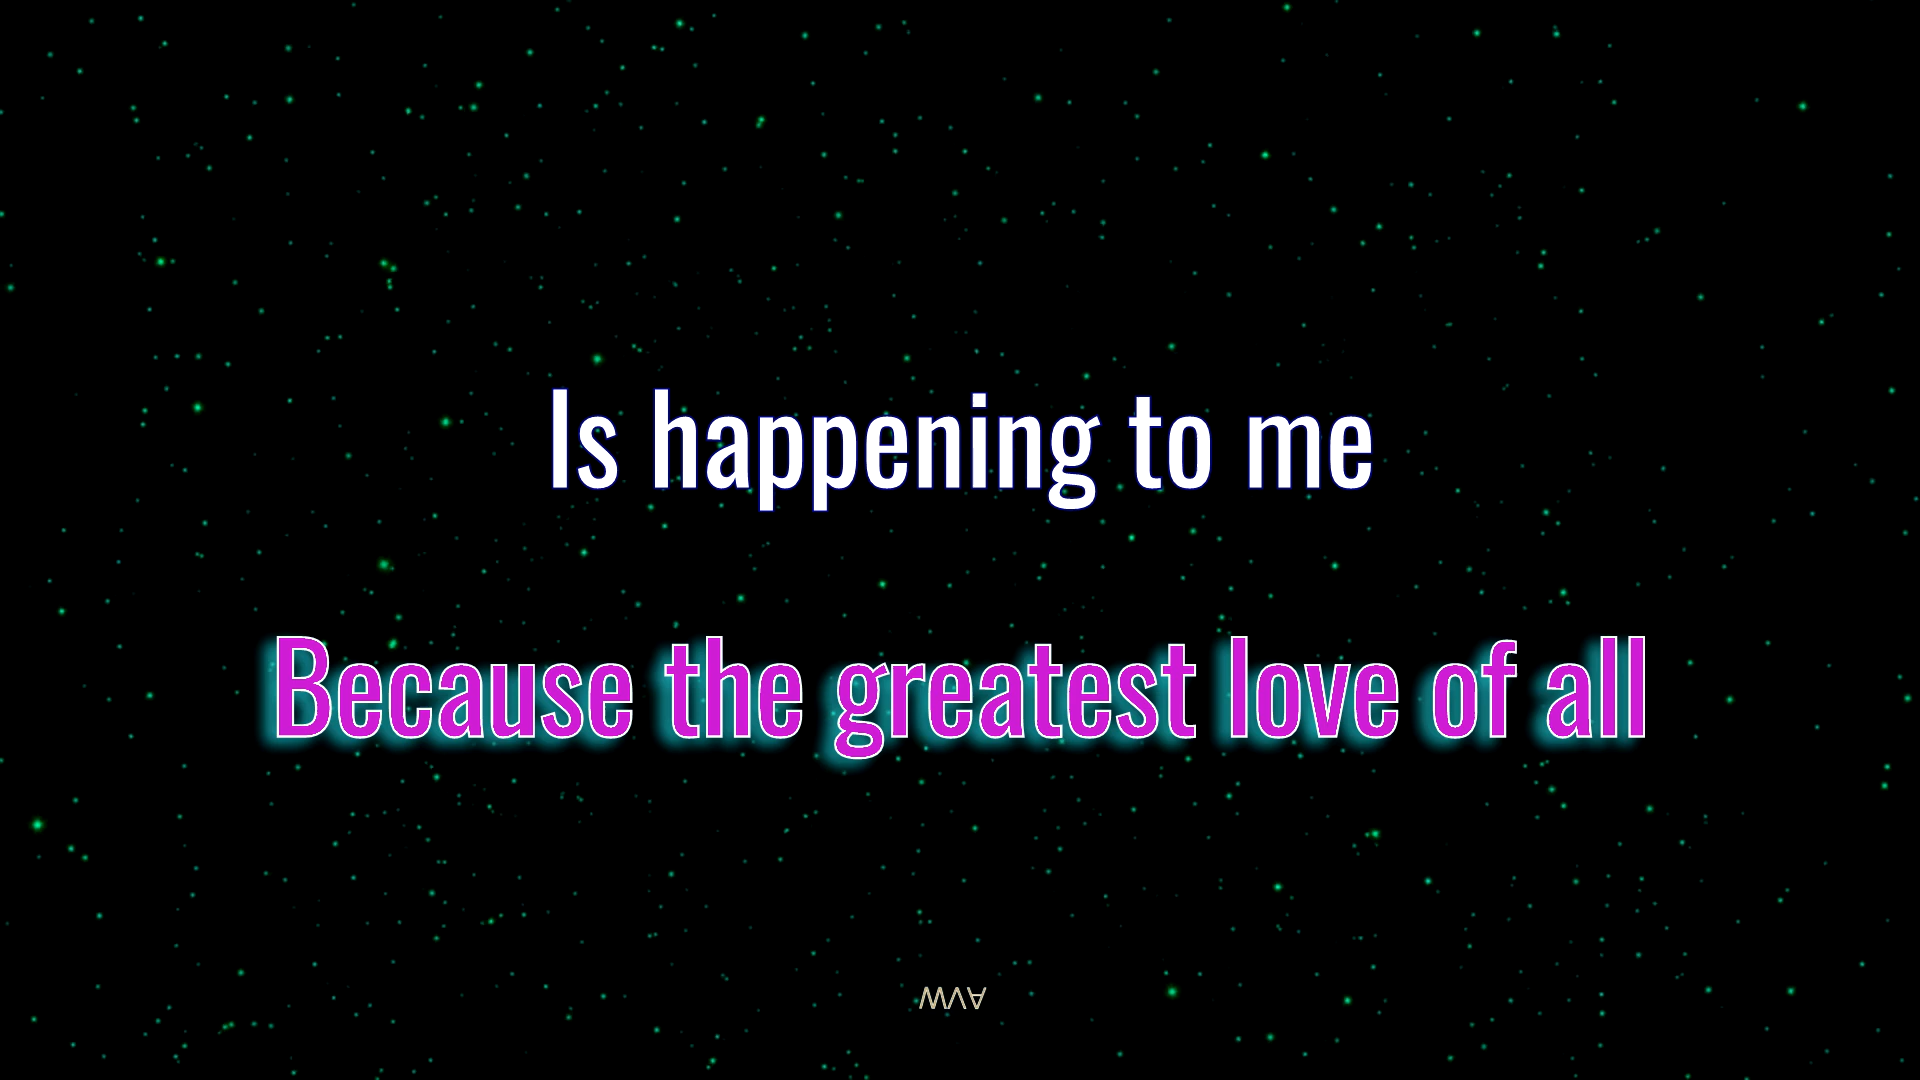 Is happening to me
Because the greatest love of all